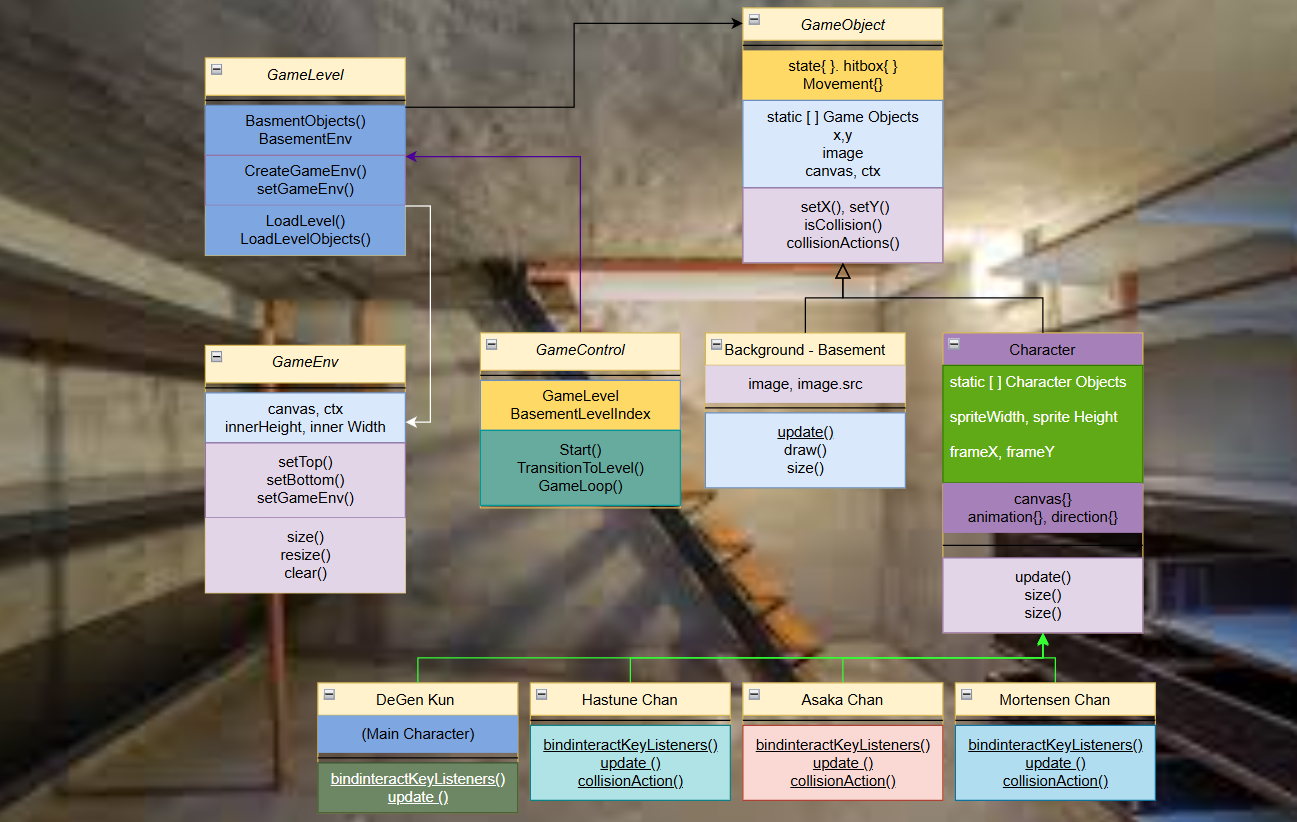 GameObject
state{ }. hitbox{ }
Movement{}
static [ ] Game Objects
x,y
image
canvas, ctx
setX(), setY()
isCollision()
collisionActions()
GameLevel
BasmentObjects()
BasementEnv
CreateGameEnv()
setGameEnv()
LoadLevel()
LoadLevelObjects()
GameEnv
canvas, ctx
innerHeight, inner Width
setTop()
setBottom()
setGameEnv()
size()
resize()
clear()
GameControl
GameLevel
BasementLevelIndex
Start()
TransitionToLevel()
GameLoop()
Background - Basement
image, image.src
update()
draw()
size()
Character
static [ ] Character Objects
spriteWidth, sprite Height
frameX, frameY
canvas{}
animation{}, direction{}
update()
size()
size()
DeGen Kun
(Main Character)
bindinteractKeyListeners()
update ()
Hastune Chan
bindinteractKeyListeners()
update ()
collisionAction()
Asaka Chan
bindinteractKeyListeners()
update ()
collisionAction()
Mortensen Chan
bindinteractKeyListeners()
update ()
collisionAction()